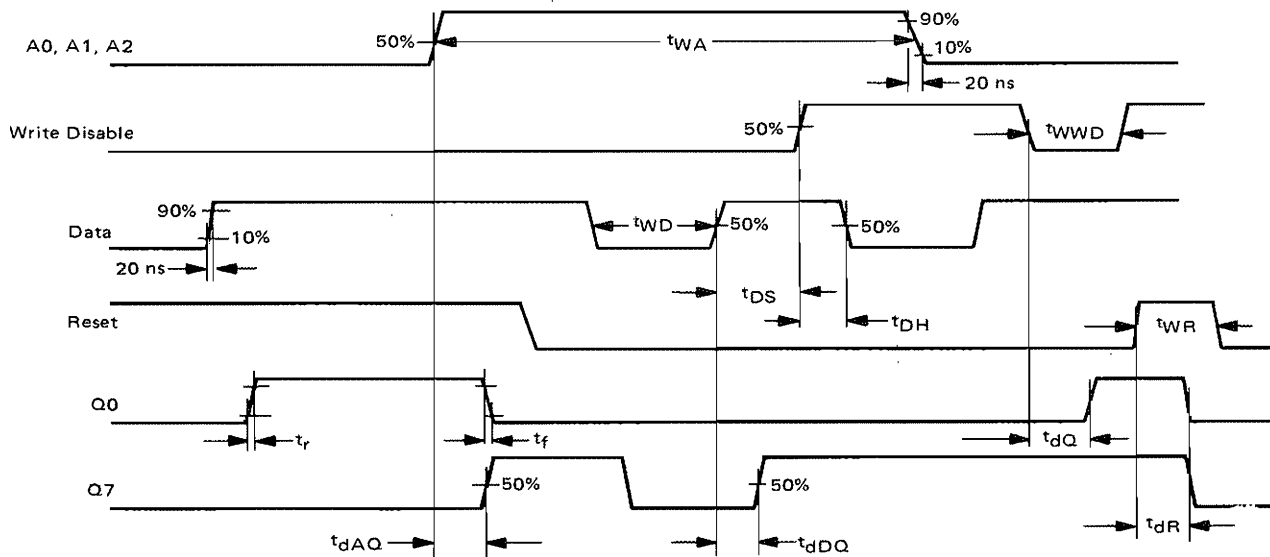 A0, A1, A2
50%
tWA
90%
10%
20 ns
Write Disable
50%
tWWD
Data
90%
10%
20 ns
tWD
50%
50%
tDS
tDH
Reset
tWR
Q0
tr
tf
tdQ
Q7
50%
50%
tdAQ
tdDQ
tdR